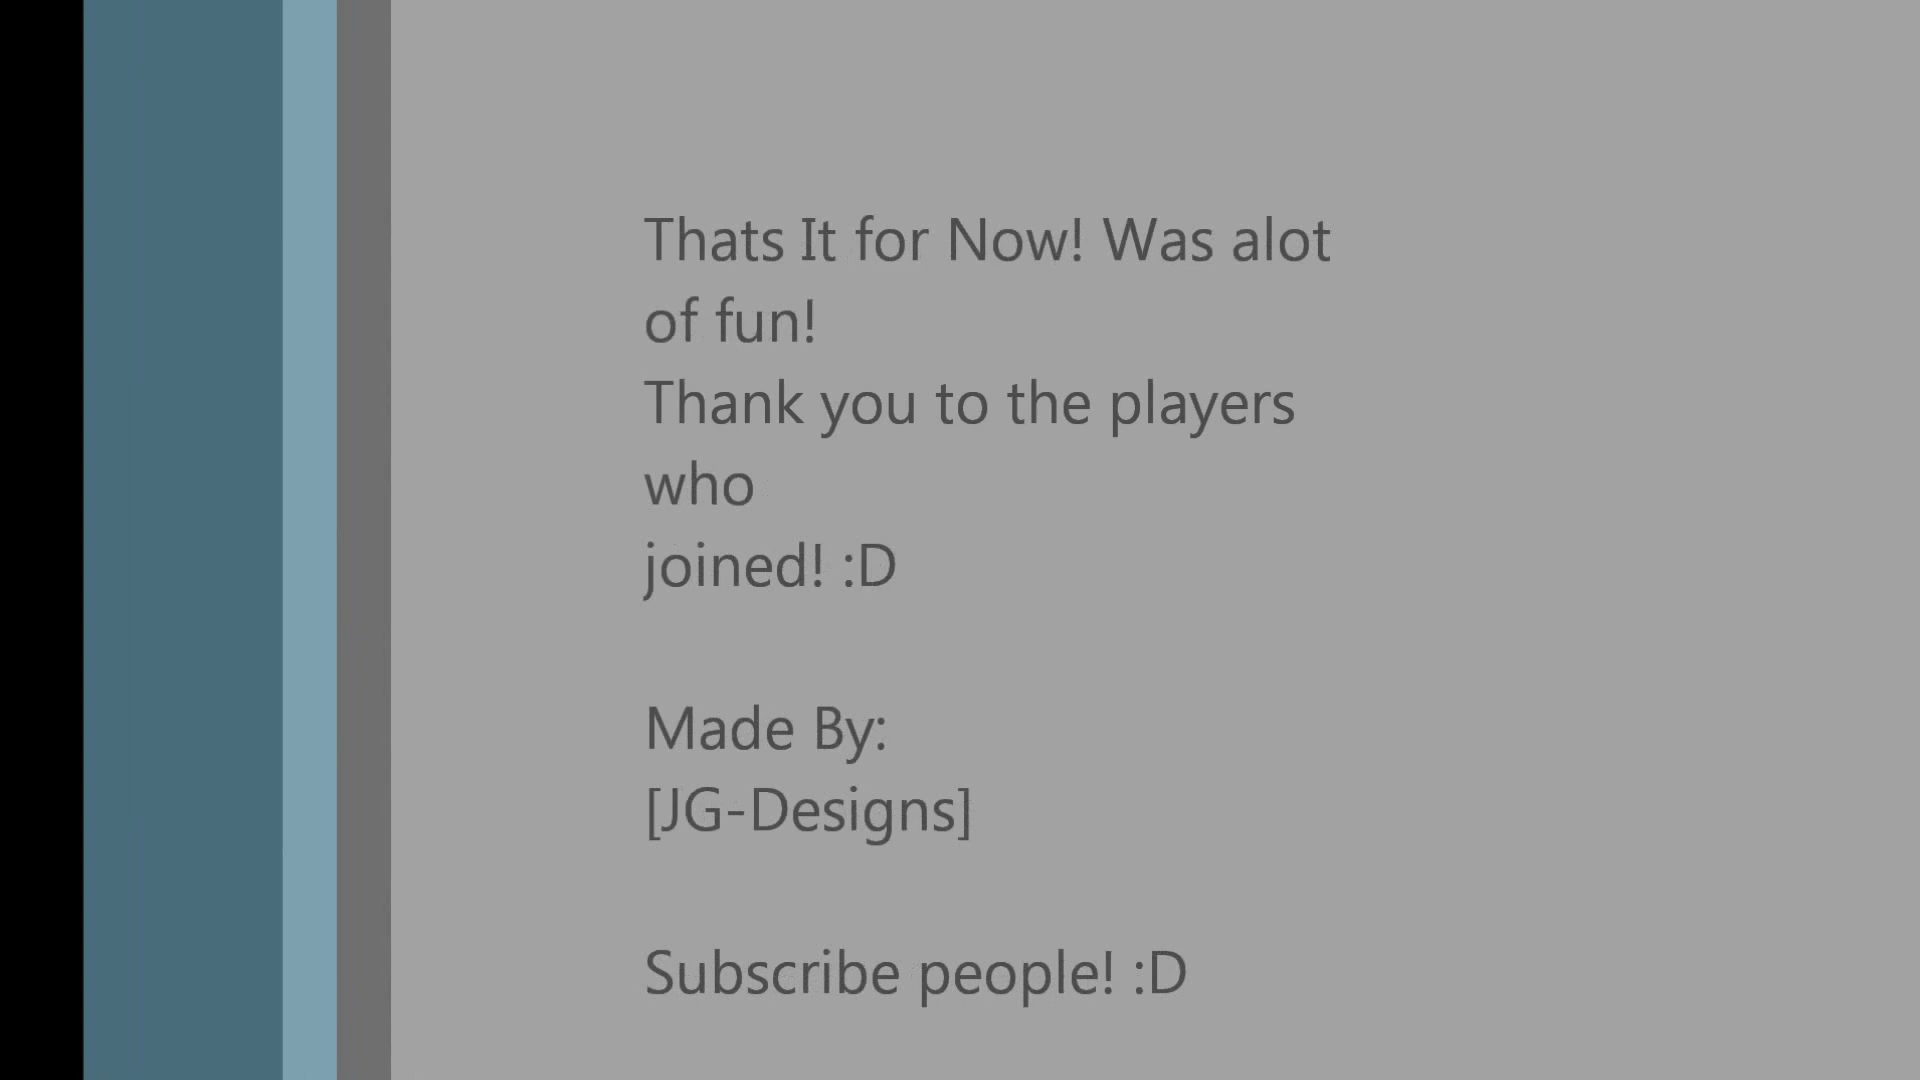 Thats It for Now! Was alot
of fun!
Thank you to the players
who
joined! :D
Made By:
[JG-Designs]
Subscribe people! :D